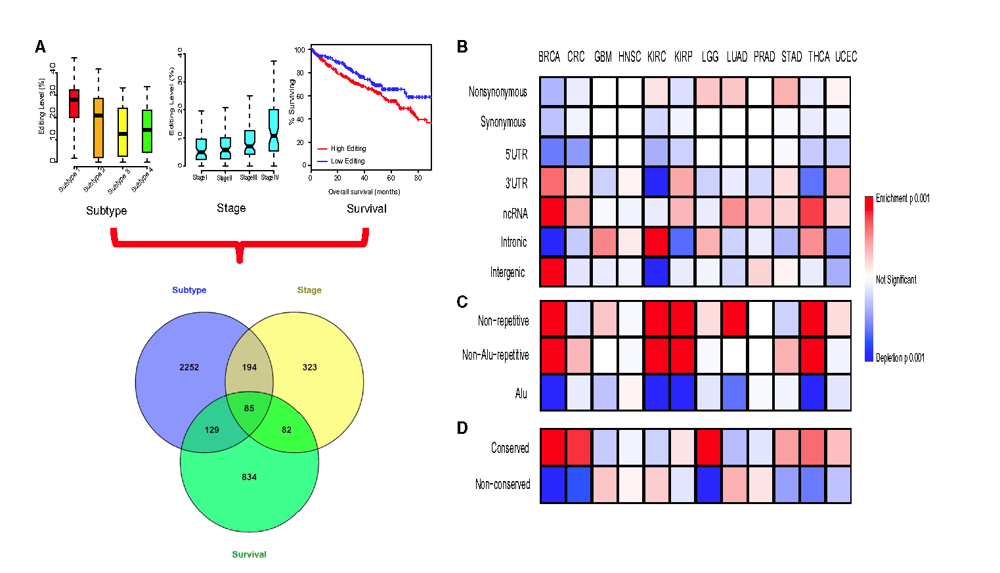 A
Editing Level (%)
0 10 20 30 40
Subtype 1 Subtype 2 Subtype 3 Subtype 4
Subtype
Editing Level (%)
0 10 20 30 40
Stage I Stage II Stage III Stage IV
Stage
% Surviving
100
80
60
40
20
0
High Editing
Low Editing
0 20 40 60 80
Overall survival (months)
Survival
Subtype Stage
2252 194 323
85
129 82
834
Survival
B
BRCA CRC GBM HNSC KIRC KIRP LGG LUAD PRAD STAD THCA UCEC
Nonsynonymous
Synonymous
5'UTR
3'UTR
ncRNA
Intronic
Intergenic
C
Non-repetitive
Non-Alu-repetitive
Alu
D
Conserved
Non-conserved
Enrichment p 0.001
Not Significant
Depletion p 0.001